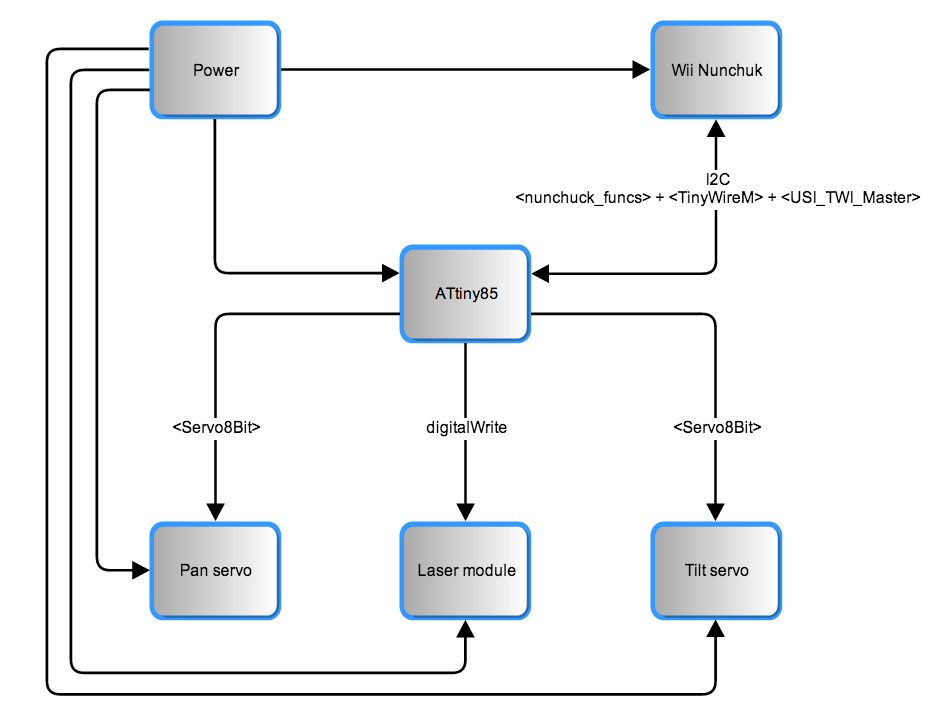 Power
Wii Nunchuk
I2C
<nunchuck_funcs> + <TinyWireM> + <USI_TWI_Master>
ATtiny85
<Servo8Bit>
digitalWrite
<Servo8Bit>
Pan servo
Laser module
Tilt servo